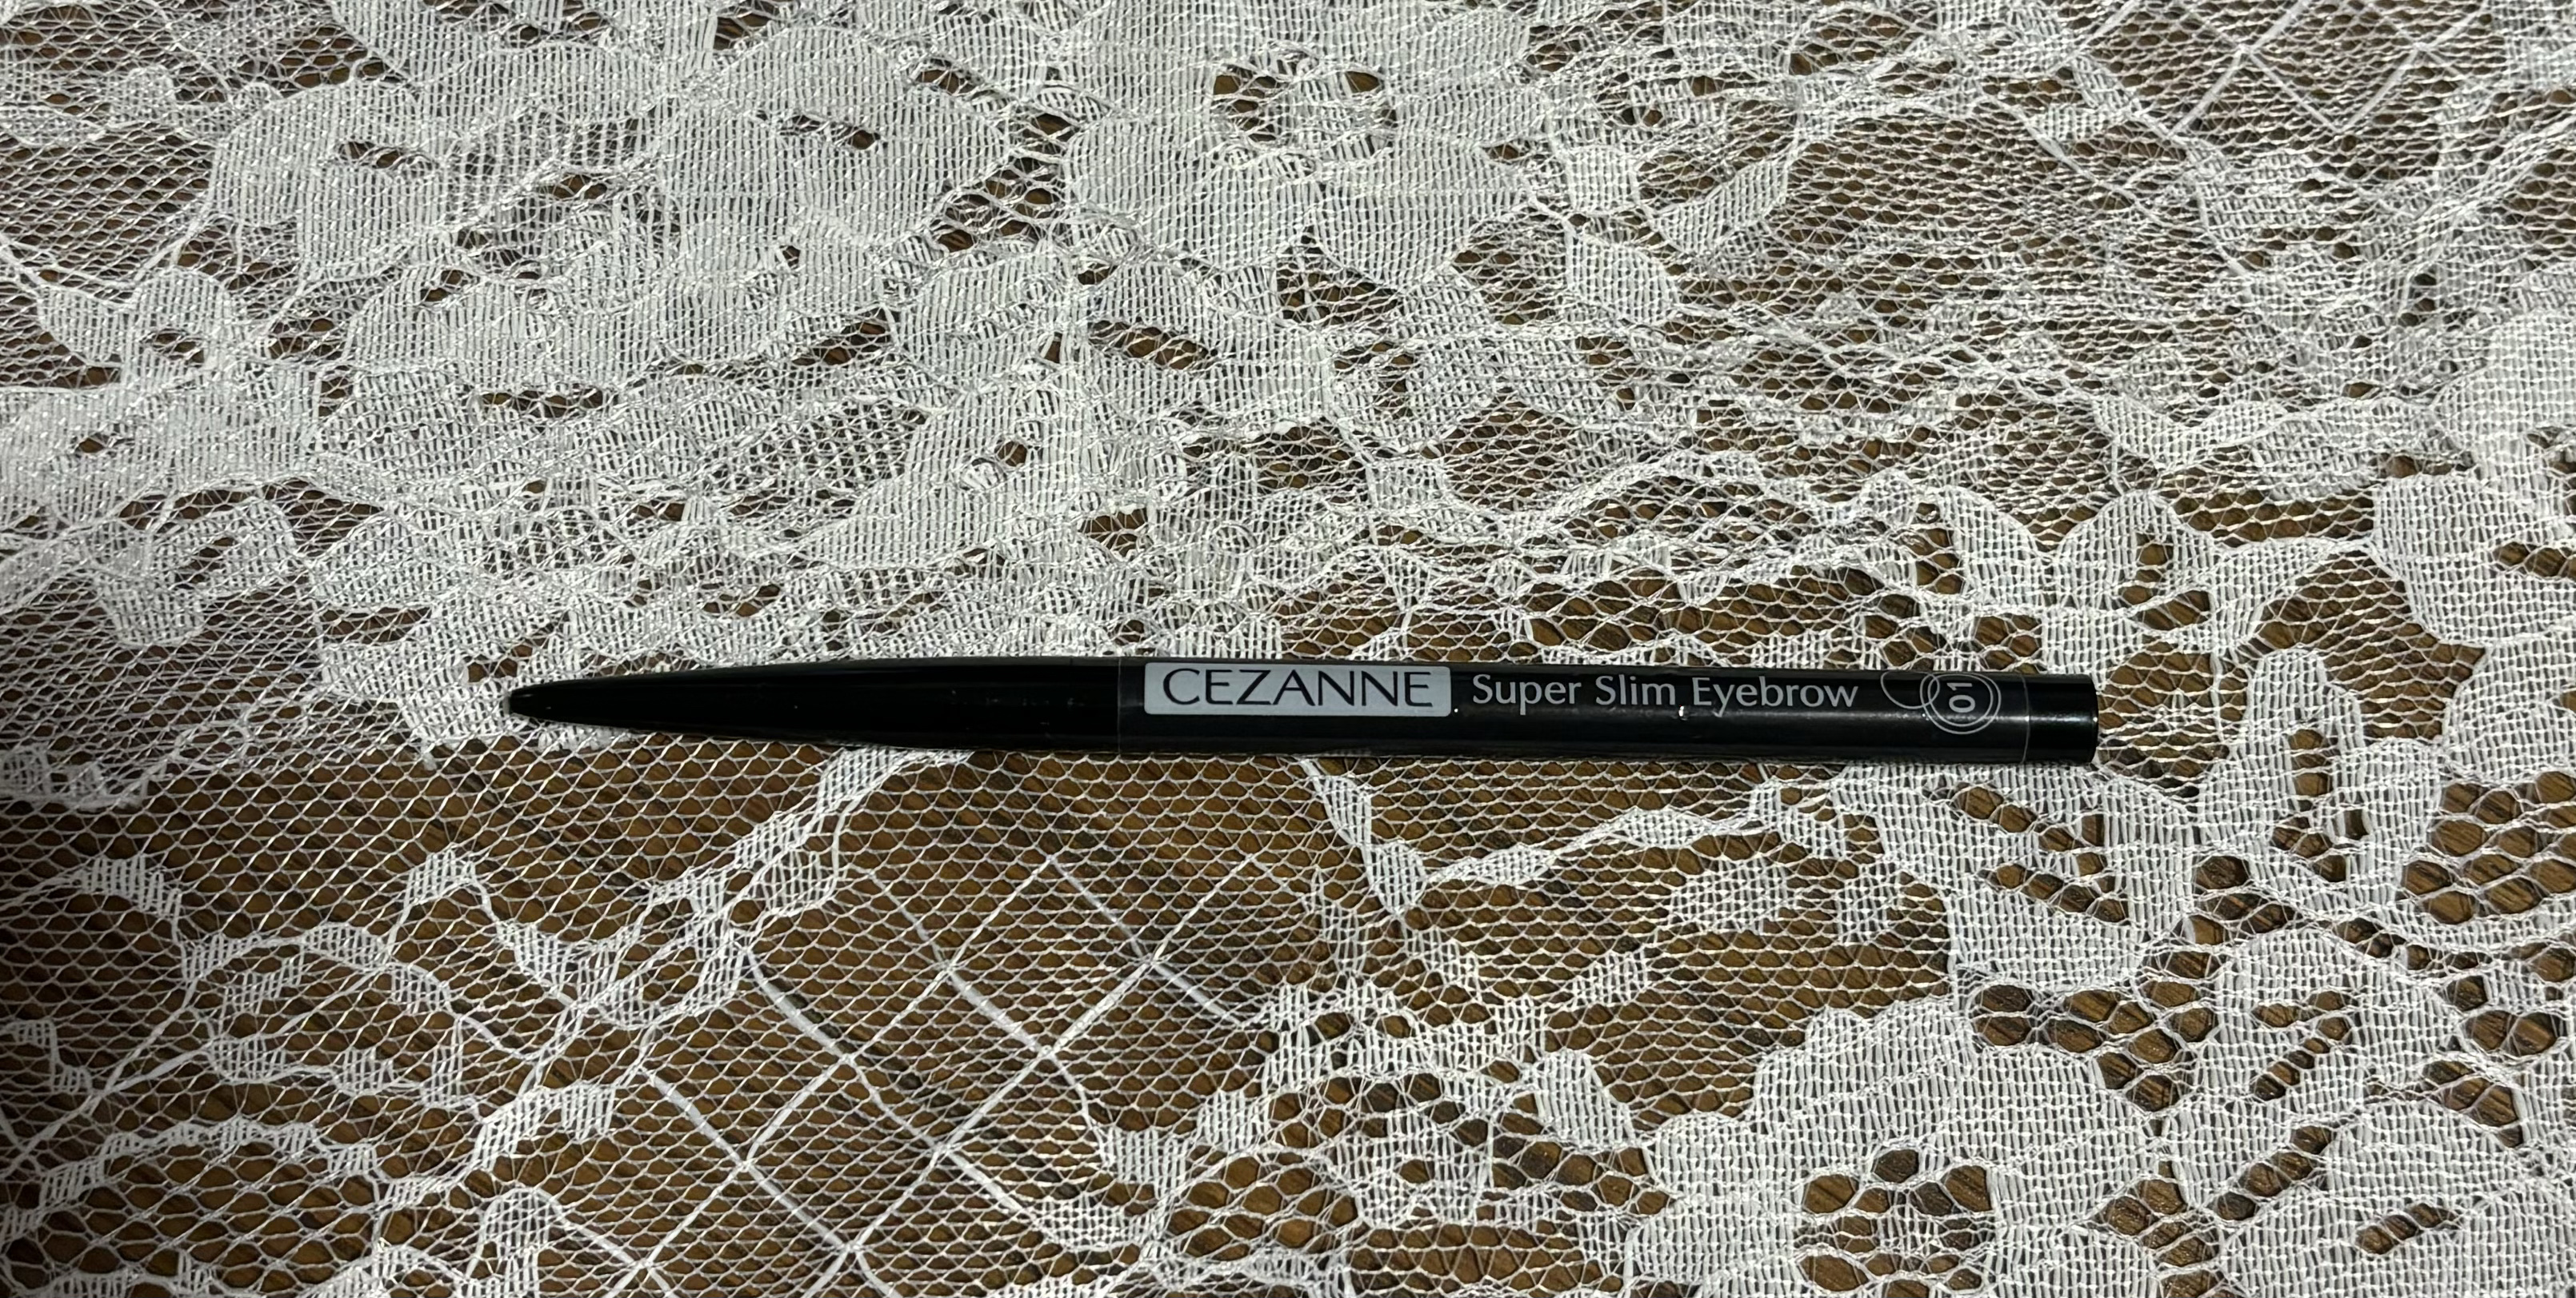 CEZANNE Super Slim Eyebrow 01